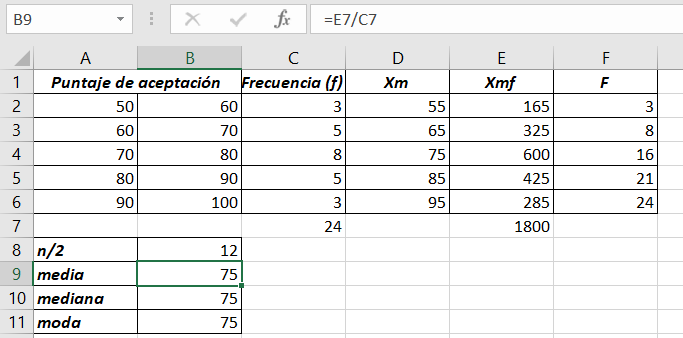 B9 fx =E7/C7
A B C D E F
1 Puntaje de aceptación Frecuencia (f) Xm Xmf F
2 50 60 3 55 165 3
3 60 70 5 65 325 8
4 70 80 8 75 600 16
5 80 90 5 85 425 21
6 90 100 3 95 285 24
7 24 1800
8 n/2 12
9 media 75
10 mediana 75
11 moda 75